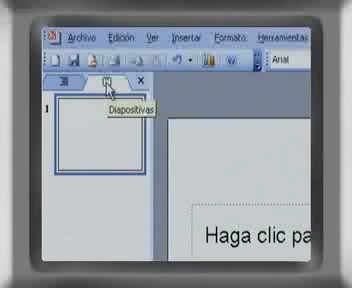 Archivo Edición Ver Insertar Formato Herramientas
Arial
1
Diapositivas
Haga clic pa